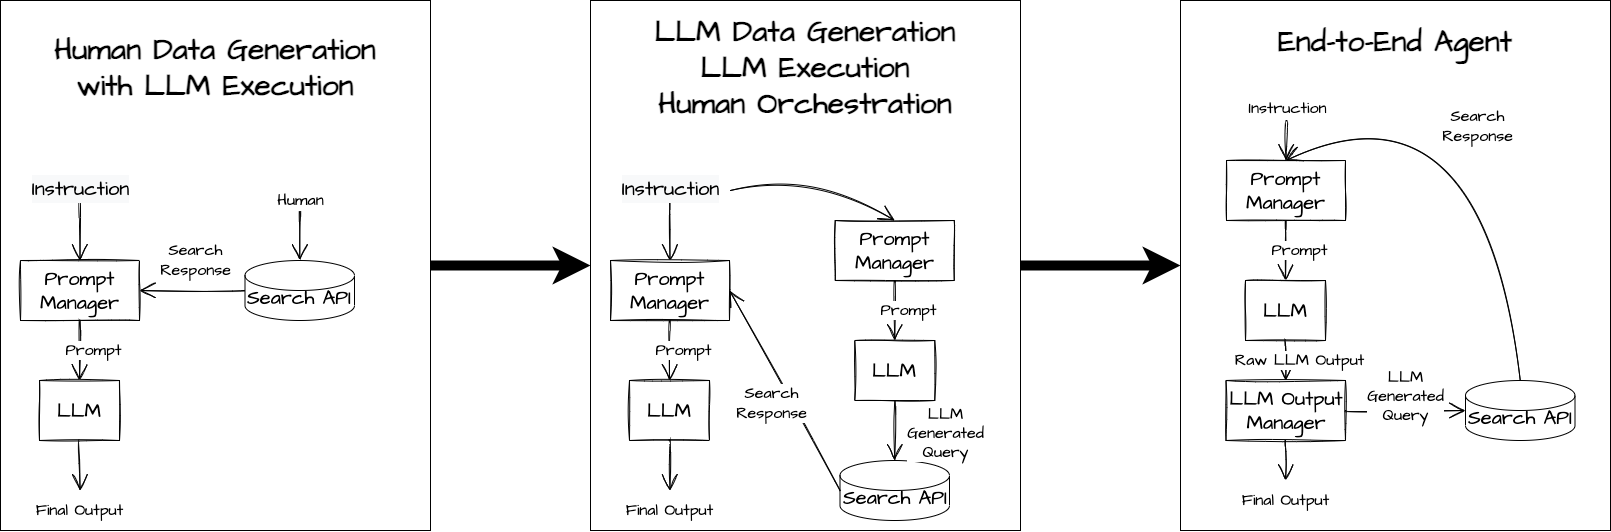 Human Data Generation
with LLM Execution
Instruction
Human
Search
Response
Prompt
Manager
Search API
Prompt
LLM
Final Output
LLM Data Generation
LLM Execution
Human Orchestration
Instruction
Prompt
Manager
Prompt
Manager
Prompt
Prompt
LLM
LLM
Search
Response
LLM
Generated
Query
Search API
Final Output
End-to-End Agent
Instruction
Search
Response
Prompt
Manager
Prompt
LLM
Raw LLM Output
LLM Output
Manager
LLM
Generated
Query
Search API
Final Output